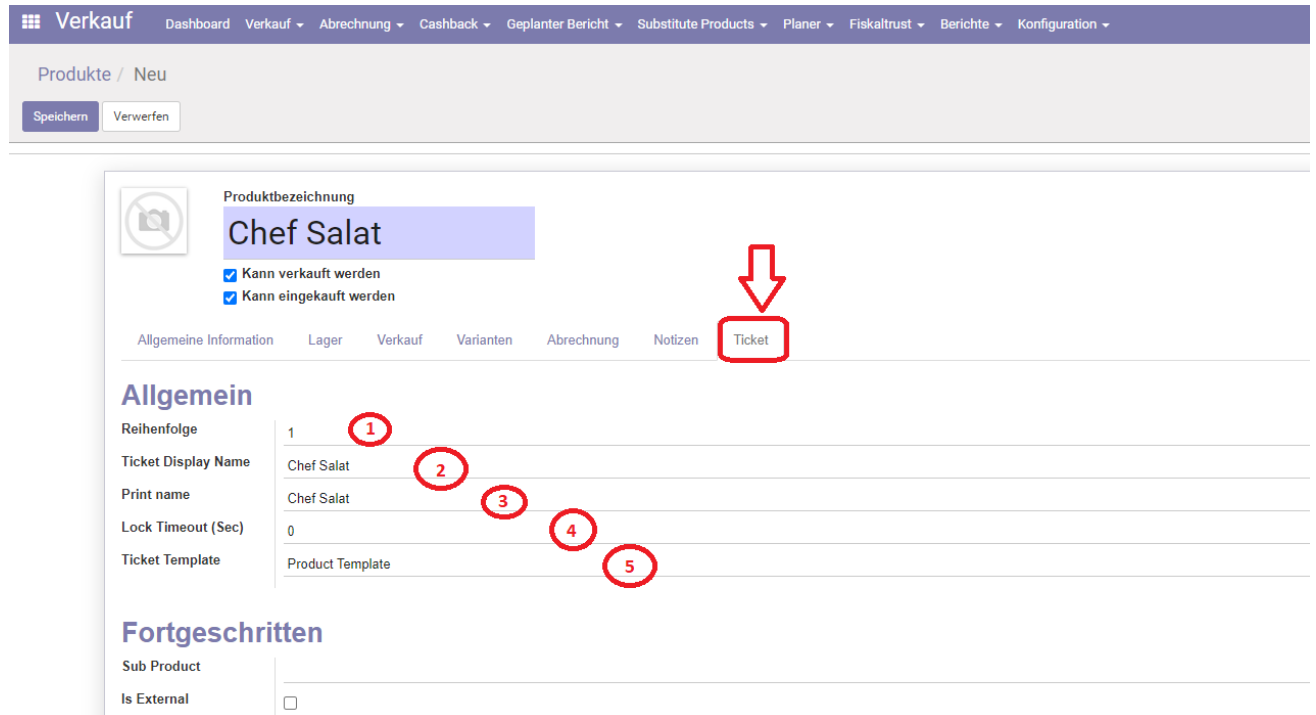 Verkauf Dashboard Verkauf Abrechnung Cashback Geplanter Bericht Substitute Products Planer Fiskaltrust Berichte Konfiguration
Produkte / Neu
Speichern Verwerfen
Produktbezeichnung
Chef Salat
Kann verkauft werden
Kann eingekauft werden
Allgemeine Information Lager Verkauf Varianten Abrechnung Notizen Ticket
Allgemein
Reihenfolge 1 1
Ticket Display Name Chef Salat 2
Print name Chef Salat 3
Lock Timeout (Sec) 0 4
Ticket Template Product Template 5
Fortgeschritten
Sub Product
Is External